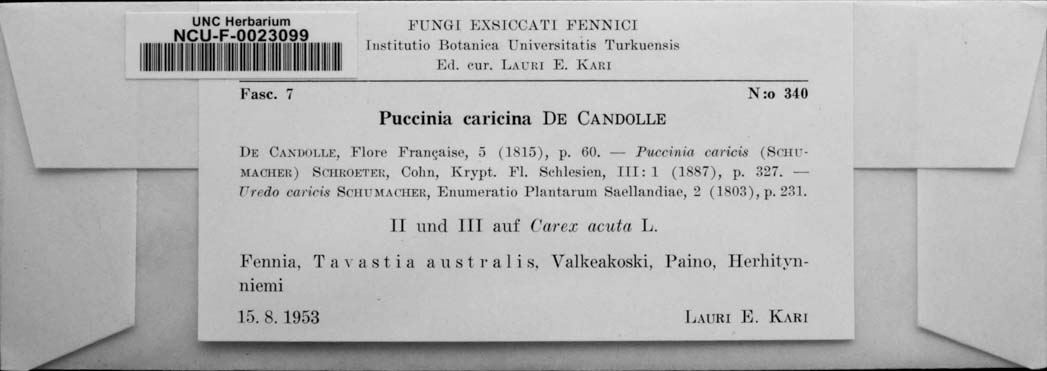 UNC Herbarium
NCU-F-0023099
FUNGI EXSICCATI FENNICI
Institutio Botanica Universitatis Turkuensis
Ed. cur. LAURI E. KARI
Fasc. 7 N:o 340
Puccinia caricina DE CANDOLLE
DE CANDOLLE, Flore Française, 5 (1815), p. 60. — Puccinia caricis (SCHU-
MACHER) SCHROETER, Cohn, Krypt. Fl. Schlesien, III: 1 (1887), p. 327. —
Uredo caricis SCHUMACHER, Enumeratio Plantarum Saellandiae, 2 (1803), p. 231.
II und III auf Carex acuta L.
Fennia, Tavastia australis, Valkeakoski, Paino, Herhityn-
niemi
15. 8. 1953 LAURI E. KARI